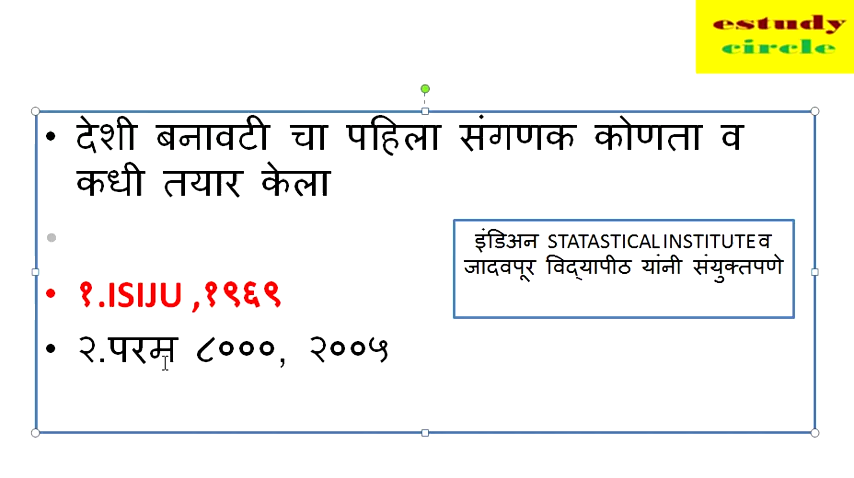 estudy
circle
• देशी बनावटी चा पहिला संगणक कोणता व
कधी तयार केला
•
• १.ISIJU ,१९६९
• २.परम ८०००, २००५
इंडिअन STATASTICAL INSTITUTE व
जादवपूर विद्यापीठ यांनी संयुक्तपणे